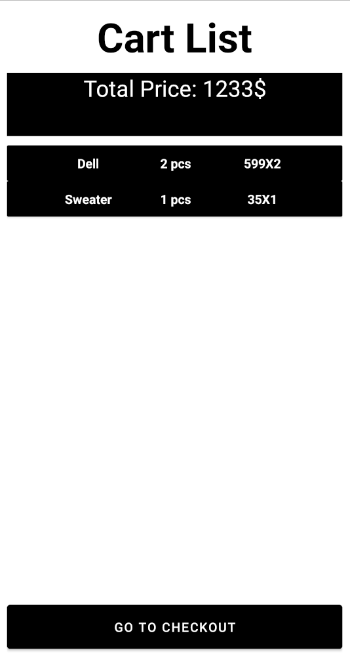 Cart List
Total Price: 1233$
Dell 2 pcs 599X2
Sweater 1 pcs 35X1
GO TO CHECKOUT